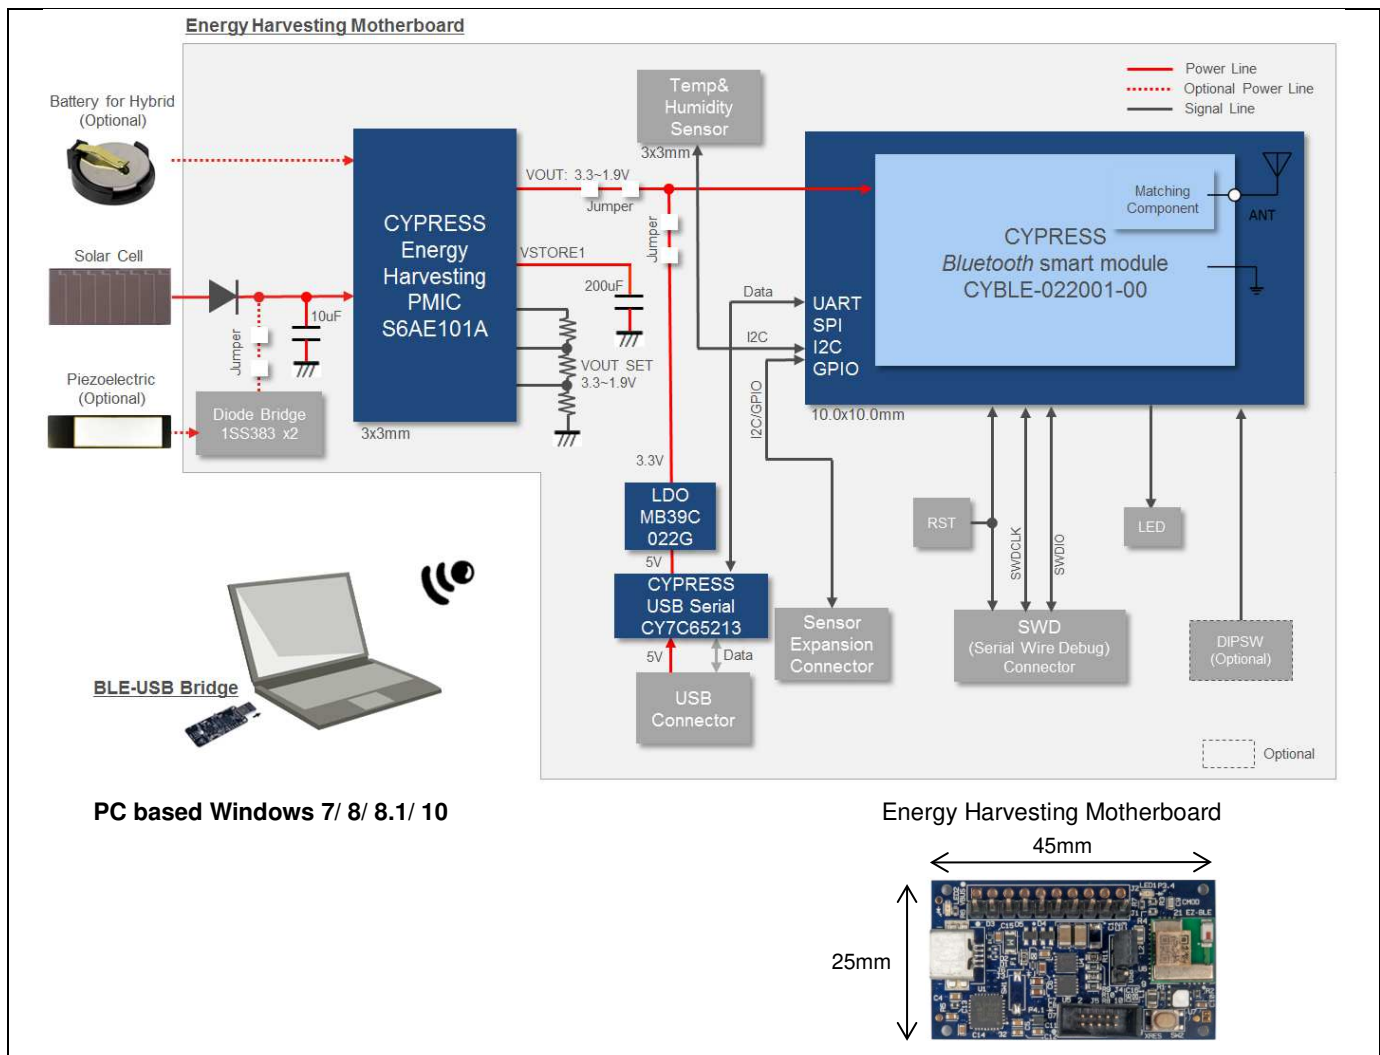 Energy Harvesting Motherboard
Power Line
Optional Power Line
Signal Line
Battery for Hybrid
(Optional)
Temp&
Humidity
Sensor
3x3mm
VOUT: 3.3~1.9V
Jumper
Jumper
Matching
Component
ANT
CYPRESS
Energy
Harvesting
PMIC
S6AE101A
3x3mm
CYPRESS
Bluetooth smart module
CYBLE-022001-00
Solar Cell
VSTORE1
200uF
10uF
Jumper
VOUT SET
3.3~1.9V
Data
I2C
I2C/GPIO
UART
SPI
I2C
GPIO
10.0x10.0mm
Piezoelectric
(Optional)
Diode Bridge
1SS383 x2
3.3V
LDO
MB39C
022G
5V
CYPRESS
USB Serial
CY7C65213
5V
Data
USB
Connector
Sensor
Expansion
Connector
RST
SWDCLK
SWDIO
SWD
(Serial Wire Debug)
Connector
LED
DIPSW
(Optional)
Optional
BLE-USB Bridge
PC based Windows 7/ 8/ 8.1/ 10
Energy Harvesting Motherboard
45mm
25mm